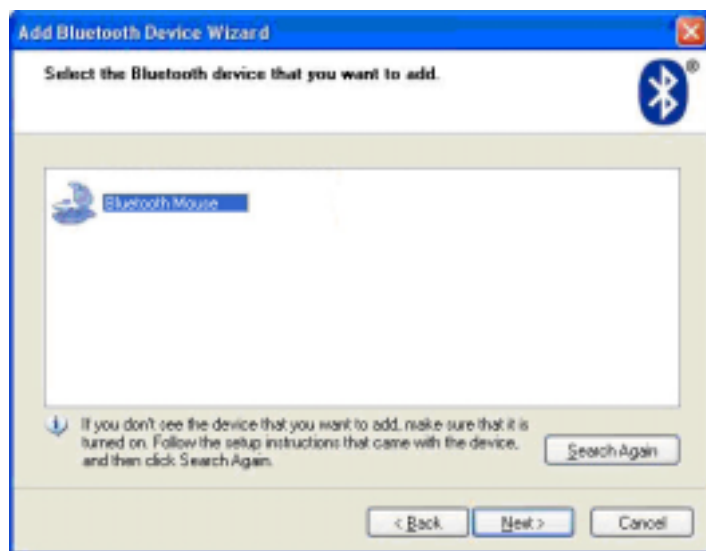 Add Bluetooth Device Wizard
Select the Bluetooth device that you want to add.
®
Bluetooth Mouse
If you don't see the device that you want to add, make sure that it is
turned on. Follow the setup instructions that came with the device,
and then click Search Again.
Search Again
< Back
Next >
Cancel